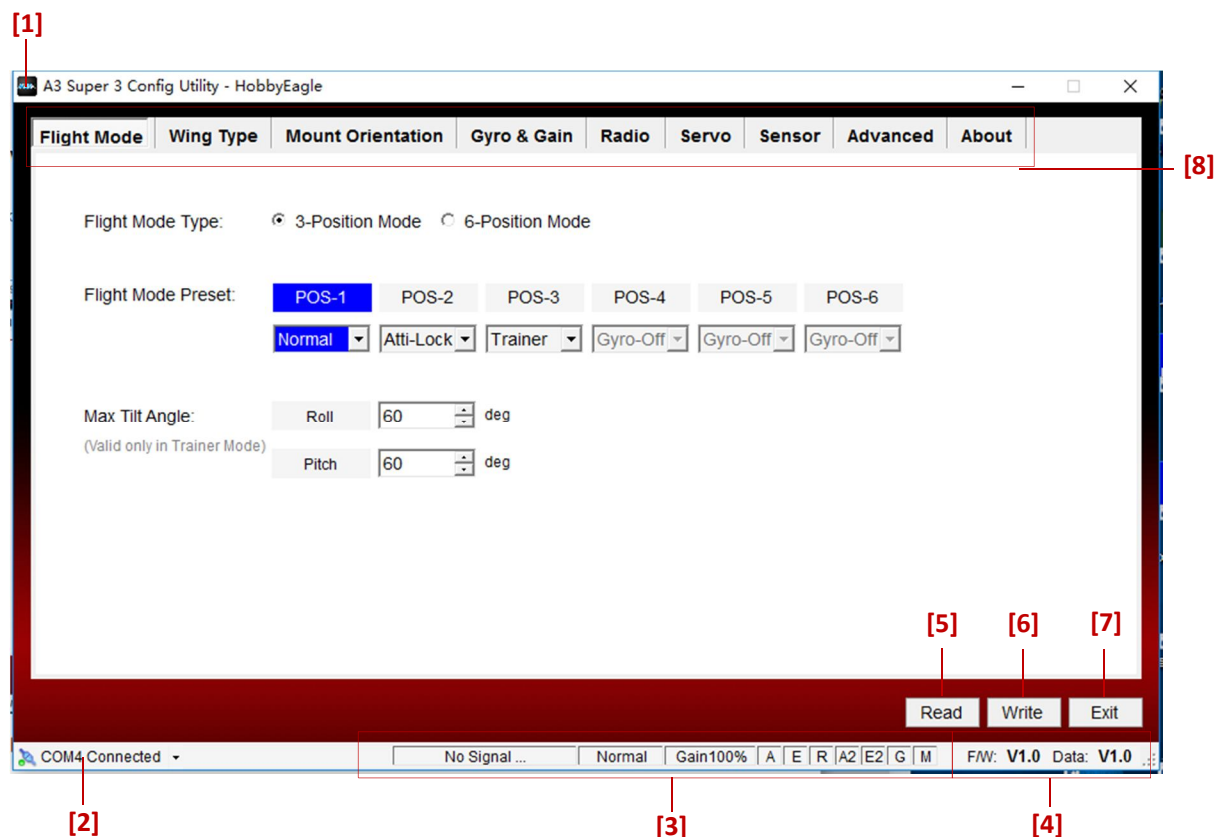 [1]
A3 Super 3 Config Utility - HobbyEagle
Flight Mode Wing Type Mount Orientation Gyro & Gain Radio Servo Sensor Advanced About
[8]
Flight Mode Type: 3-Position Mode 6-Position Mode
Flight Mode Preset: POS-1 POS-2 POS-3 POS-4 POS-5 POS-6
Normal Atti-Lock Trainer Gyro-Off Gyro-Off Gyro-Off
Max Tilt Angle: Roll 60 deg
(Valid only in Trainer Mode)
Pitch 60 deg
[5] [6] [7]
Read Write Exit
COM4 Connected No Signal ... Normal Gain100% A E R A2 E2 G M F/W: V1.0 Data: V1.0
[2] [3] [4]